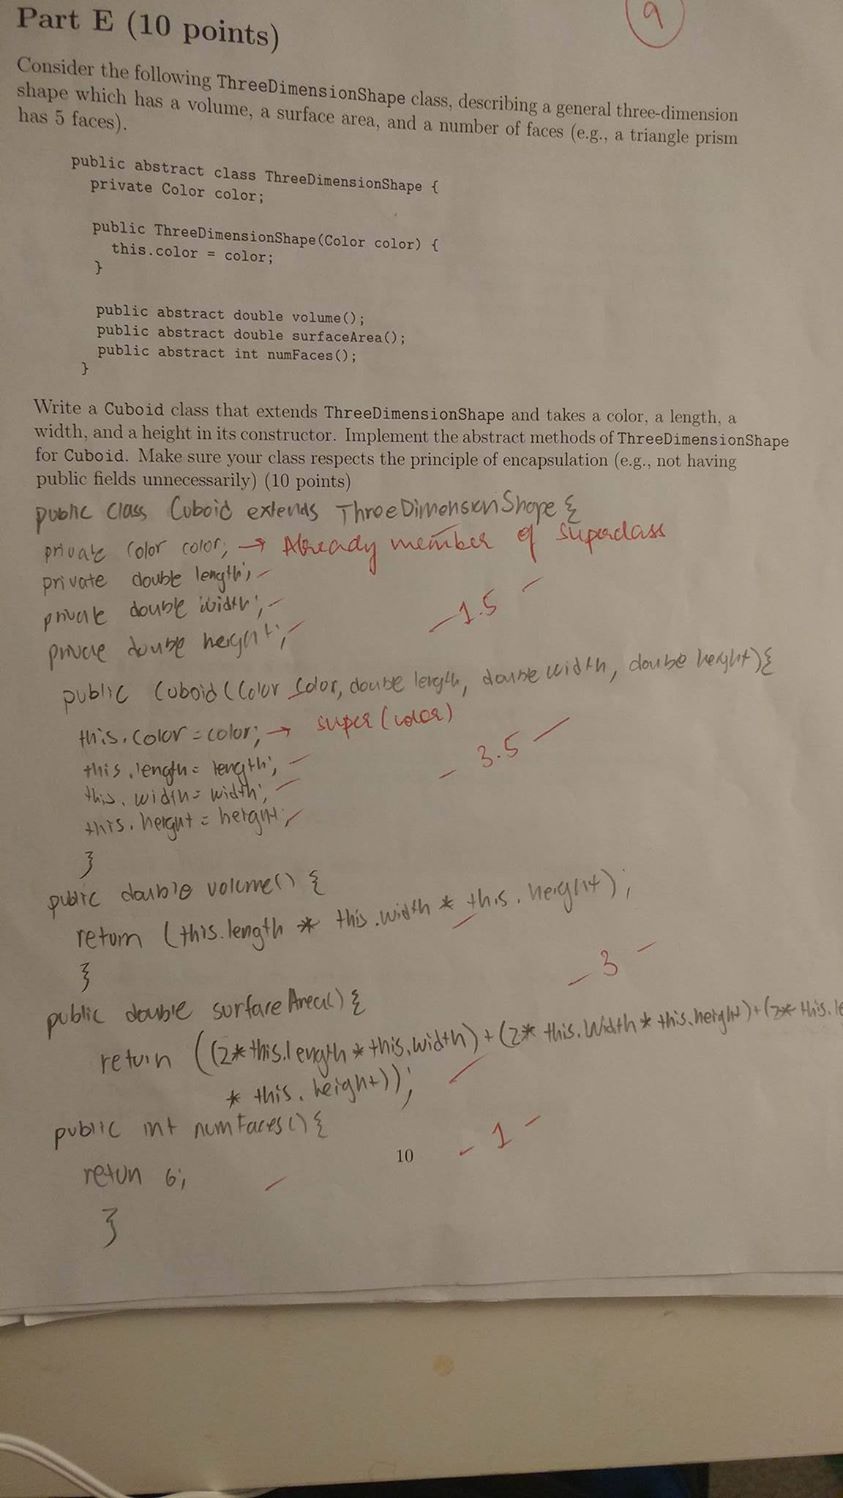 Part E (10 points)
9
Consider the following ThreeDimensionShape class, describing a general three-dimension
shape which has a volume, a surface area, and a number of faces (e.g., a triangle prism
has 5 faces).
public abstract class ThreeDimensionShape {
private Color color;
public ThreeDimensionShape(Color color) {
this.color = color;
}
public abstract double volume();
public abstract double surfaceArea();
public abstract int numFaces();
}
Write a Cuboid class that extends ThreeDimensionShape and takes a color, a length, a
width, and a height in its constructor. Implement the abstract methods of ThreeDimensionShape
for Cuboid. Make sure your class respects the principle of encapsulation (e.g., not having
public fields unnecessarily) (10 points)
public class Cuboid extends ThreeDimensionShape {
private Color color; → Already member of superclass
private double length;
private double width;
private double height;
1.5
public Cuboid (Color color, double length, double width, double height) {
this.color = color; → super (color)
this.length = length;
this.width = width;
this.height = height;
3.5
}
public double volume() {
return (this.length * this.width * this.height);
}
3
public double surfaceArea() {
return ((2*this.length * this.width) + (2* this.width * this.height) + (2* this.le
* this.height));
public int numFaces() {
1
10
retun 6;
}